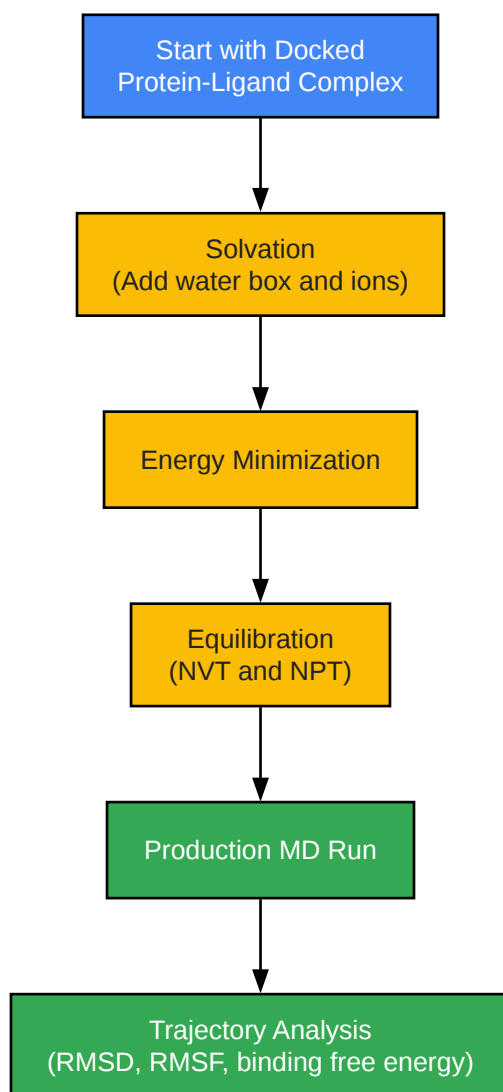 Start with Docked
Protein-Ligand Complex
Solvation
(Add water box and ions)
Energy Minimization
Equilibration
(NVT and NPT)
Production MD Run
Trajectory Analysis
(RMSD, RMSF, binding free energy)